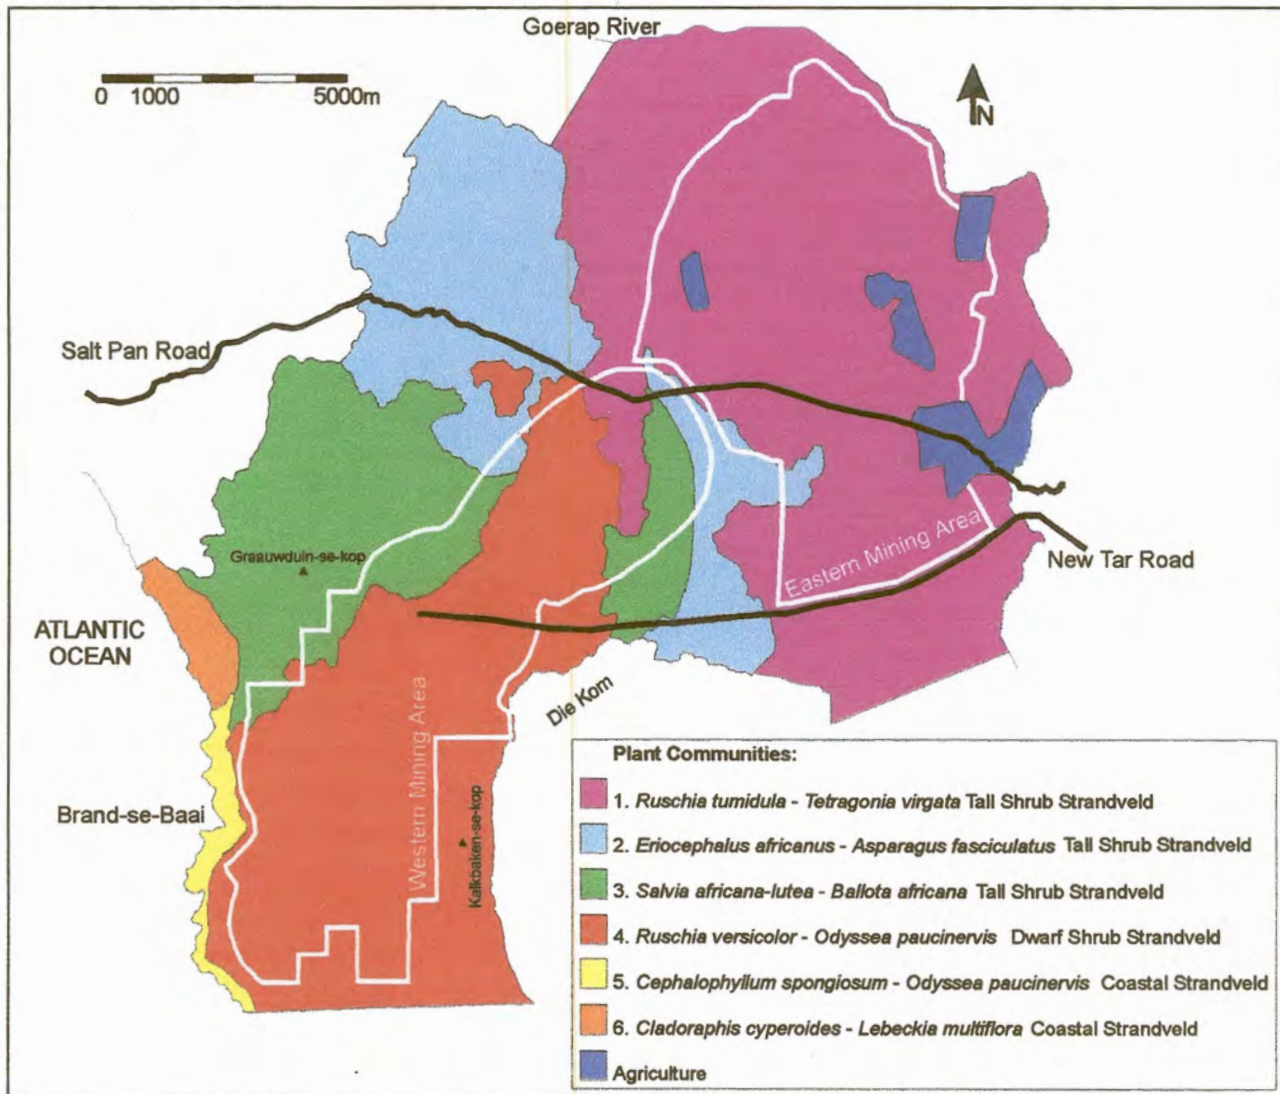 Goerap River
0 1000 5000m
N
Salt Pan Road
Graauwduin-se-kop
New Tar Road
Eastern Mining Area
ATLANTIC
OCEAN
Die Kom
Western Mining Area
Brand-se-Baai
Kalkbaken-se-kop
Plant Communities:
1. Ruschia tumidula - Tetragonia virgata Tall Shrub Strandveld
2. Eriocephalus africanus - Asparagus fasciculatus Tall Shrub Strandveld
3. Salvia africana-lutea - Ballota africana Tall Shrub Strandveld
4. Ruschia versicolor - Odyssea paucinervis Dwarf Shrub Strandveld
5. Cephalophyllum spongiosum - Odyssea paucinervis Coastal Strandveld
6. Cladoraphis cyperoides - Lebeckia multiflora Coastal Strandveld
Agriculture